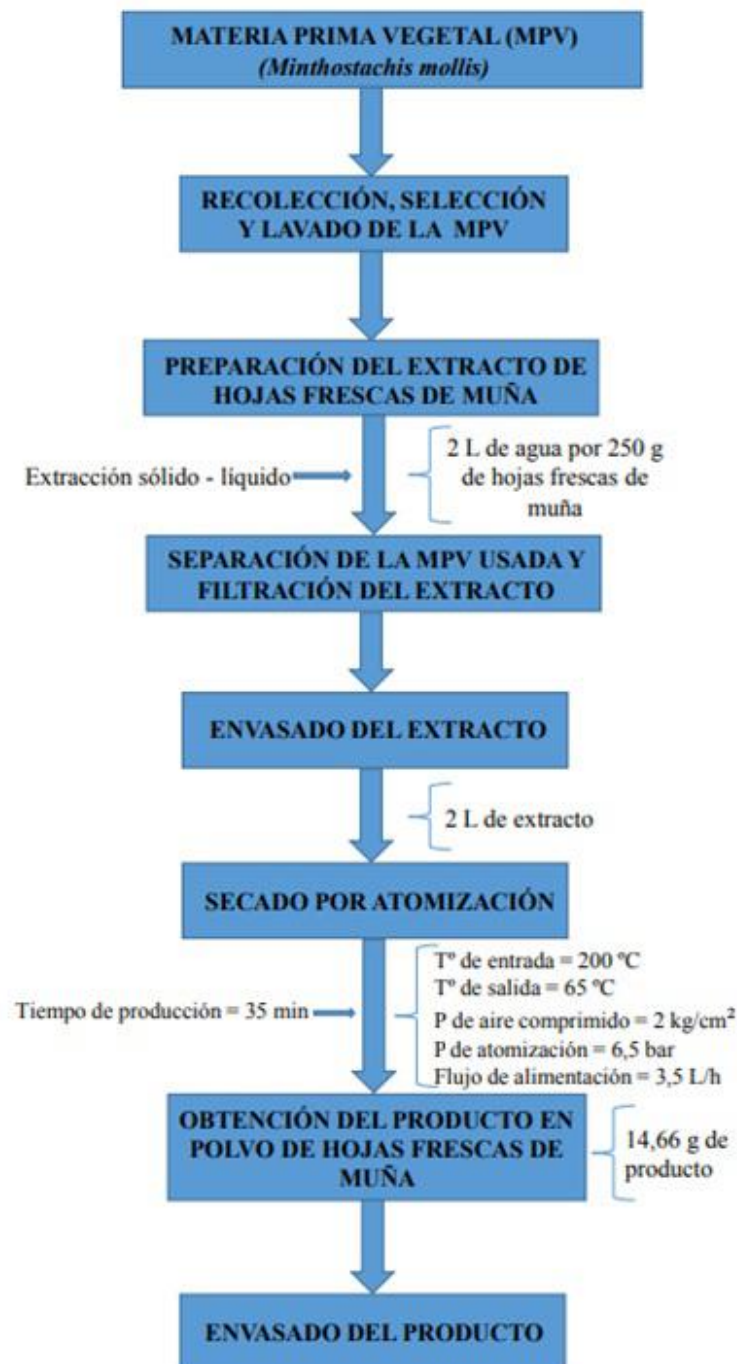 MATERIA PRIMA VEGETAL (MPV)
(Minthostachis mollis)
RECOLECCIÓN, SELECCIÓN
Y LAVADO DE LA MPV
PREPARACIÓN DEL EXTRACTO DE
HOJAS FRESCAS DE MUÑA
Extracción sólido - líquido
2 L de agua por 250 g
de hojas frescas de
muña
SEPARACIÓN DE LA MPV USADA Y
FILTRACIÓN DEL EXTRACTO
ENVASADO DEL EXTRACTO
2 L de extracto
SECADO POR ATOMIZACIÓN
Tiempo de producción = 35 min
Tº de entrada = 200 ºC
Tº de salida = 65 ºC
P de aire comprimido = 2 kg/cm²
P de atomización = 6,5 bar
Flujo de alimentación = 3,5 L/h
OBTENCIÓN DEL PRODUCTO EN
POLVO DE HOJAS FRESCAS DE
MUÑA
14,66 g de
producto
ENVASADO DEL PRODUCTO